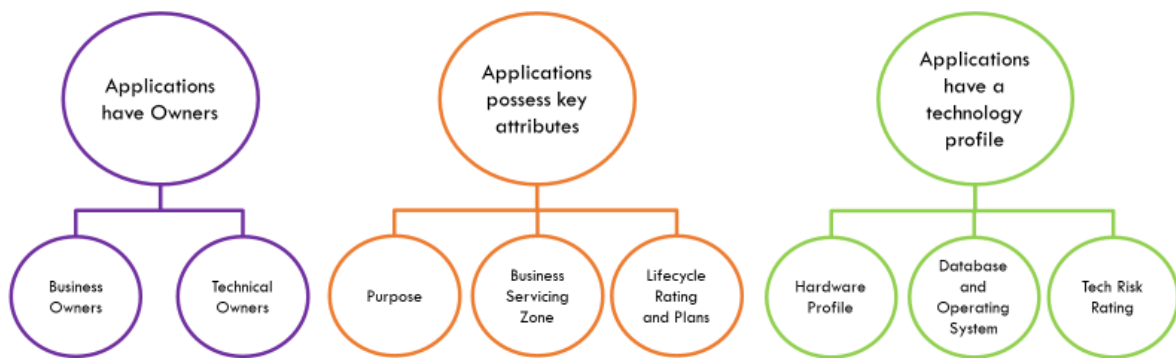 Applications
have Owners
Applications
possess key
attributes
Applications
have a
technology
profile
Business
Owners
Technical
Owners
Purpose
Business
Servicing
Zone
Lifecycle
Rating
and Plans
Hardware
Profile
Database
and
Operating
System
Tech Risk
Rating